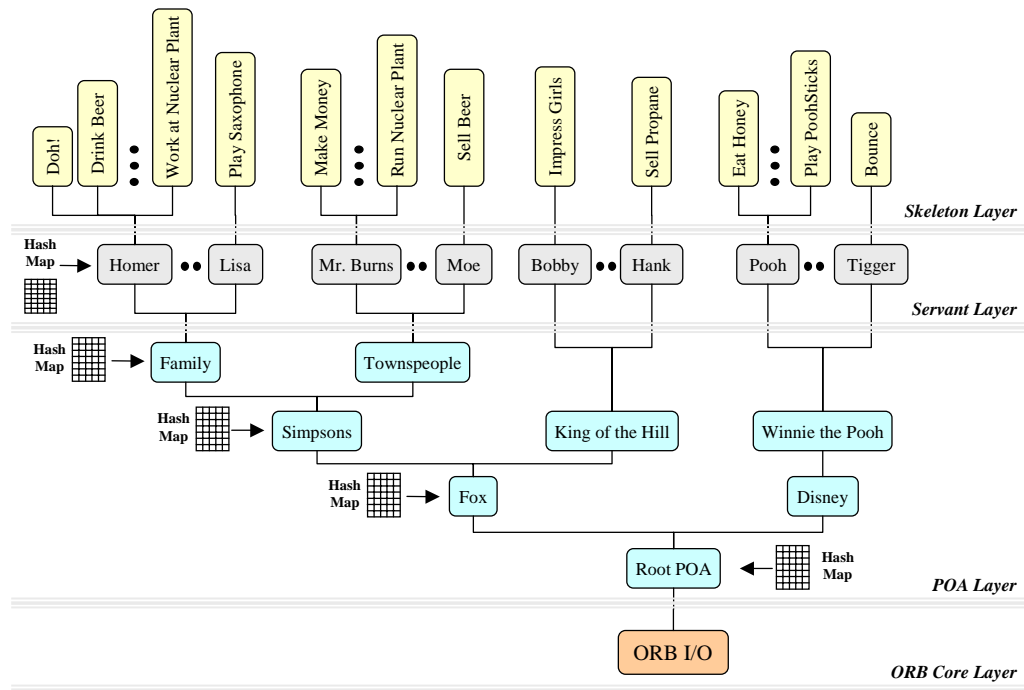 Doh!
Drink Beer
Work at Nuclear Plant
Play Saxophone
Make Money
Run Nuclear Plant
Sell Beer
Impress Girls
Sell Propane
Eat Honey
Play PoohSticks
Bounce
Skeleton Layer
Hash
Map
Homer
Lisa
Mr. Burns
Moe
Bobby
Hank
Pooh
Tigger
Servant Layer
Hash
Map
Family
Townspeople
Hash
Map
Simpsons
King of the Hill
Winnie the Pooh
Hash
Map
Fox
Disney
Root POA
Hash
Map
POA Layer
ORB I/O
ORB Core Layer